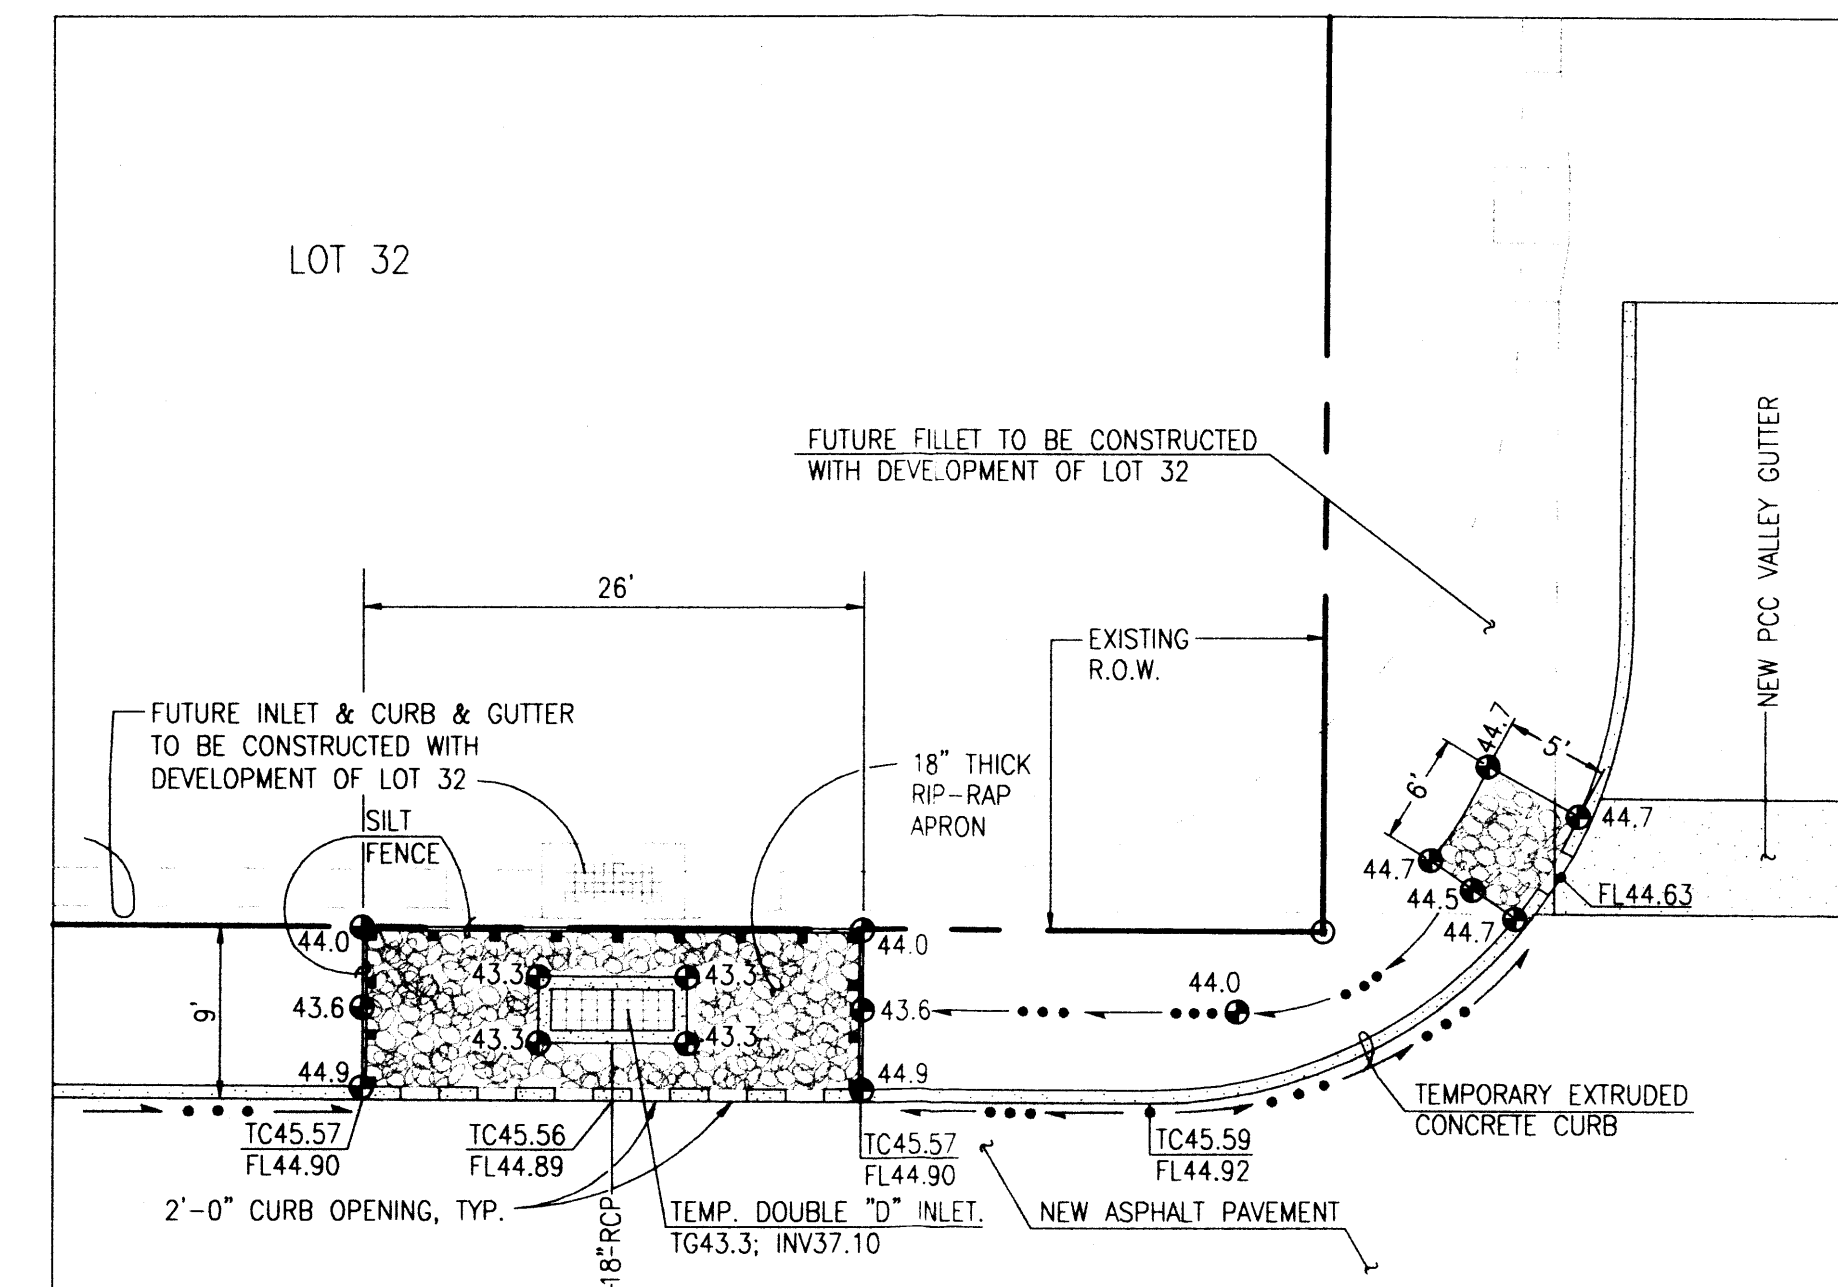 LOT 32
FUTURE FILLET TO BE CONSTRUCTED
WITH DEVELOPMENT OF LOT 32
NEW PCC VALLEY GUTTER
26'
EXISTING
R.O.W.
FUTURE INLET & CURB & GUTTER
TO BE CONSTRUCTED WITH
DEVELOPMENT OF LOT 32
SILT
FENCE
18" THICK
RIP-RAP
APRON
44.7
5'
6'
44.7
44.7
44.5
44.7
FL44.63
44.0
44.0
43.3
43.3
44.0
9'
43.6
43.6
43.3
43.3
44.9
44.9
TC45.57
FL44.90
TC45.56
FL44.89
TC45.57
FL44.90
TC45.59
FL44.92
TEMPORARY EXTRUDED
CONCRETE CURB
2'-0" CURB OPENING, TYP.
18"RCP
TEMP. DOUBLE "D" INLET.
TG43.3; INV37.10
NEW ASPHALT PAVEMENT